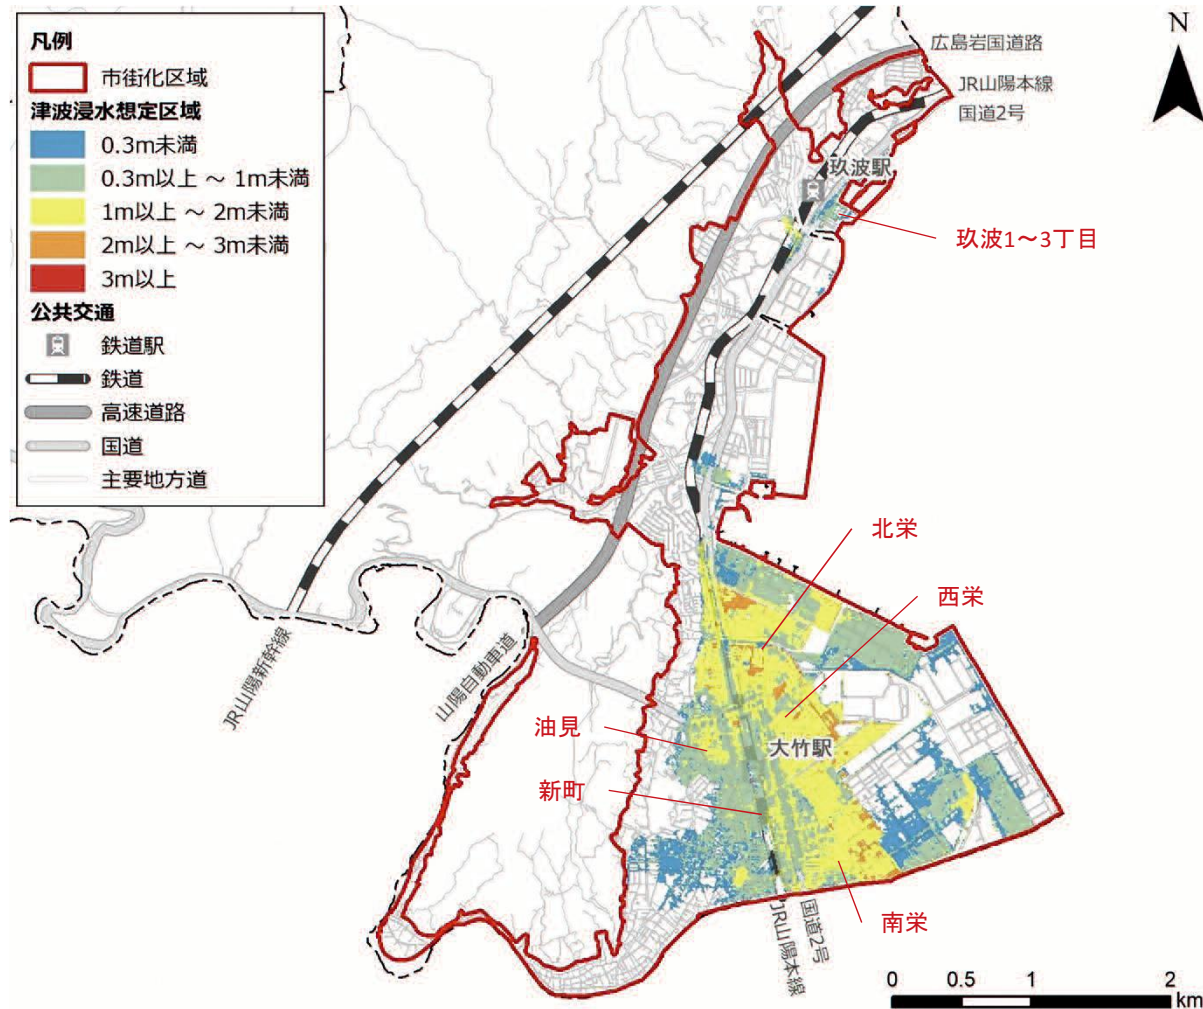 凡例
市街化区域
津波浸水想定区域
0.3m未満
0.3m以上 ～ 1m未満
1m以上 ～ 2m未満
2m以上 ～ 3m未満
3m以上
公共交通
鉄道駅
鉄道
高速道路
国道
主要地方道
N
広島岩国道路
JR山陽本線
国道2号
玖波駅
玖波1～3丁目
北栄
西栄
油見
大竹駅
新町
南栄
JR山陽新幹線
山陽自動車道
国道2号
JR山陽本線
0 0.5 1 2
km